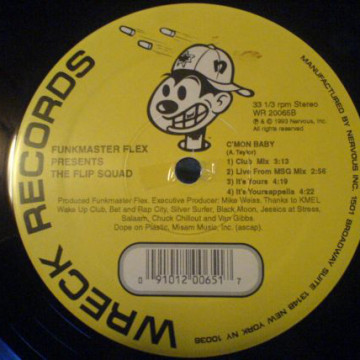 WRECK RECORDS
FUNKMASTER FLEX
PRESENTS
THE FLIP SQUAD
33 1/3 rpm Stereo
WR 20065B
℗ & © 1993 Nervous, Inc.
All rights reserved.
C'MON BABY
(A. Taylor)
1) Club Mix 3:13
2) Live From MSG Mix 2:56
3) It's Yours 4:19
4) It's Yoursappella 4:22
Produced Funkmaster Flex. Executive Producer: Mike Weiss. Thanks to KMEL
Wake Up Club, Bat and Rap City, Silver Surfer, Black Moon, Jessica at Stress,
Salaam, Chuck Chillout and Vipr Gibbs
Dope on Plastic, Misam Music Inc. (ascap).
0 91012 00651 7
MANUFACTURED BY NERVOUS INC. 1501 BROADWAY SUITE 1314B NEW YORK NY 10036